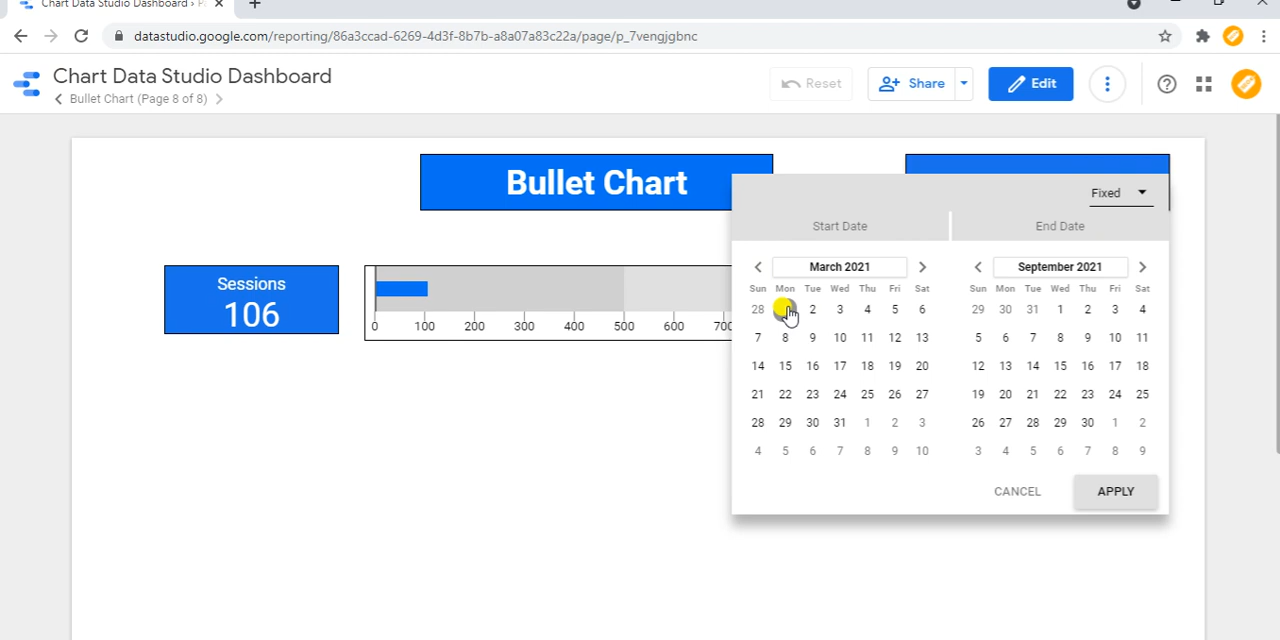 Chart Data Studio Dashboard › P
datastudio.google.com/reporting/86a3ccad-6269-4d3f-8b7b-a8a07a83c22a/page/p_7vengjgbnc
Chart Data Studio Dashboard
Bullet Chart (Page 8 of 8)
Reset
Share
Edit
Bullet Chart
Sessions
106
0 100 200 300 400 500 600
Fixed
Start Date
End Date
March 2021
Sun Mon Tue Wed Thu Fri Sat
28 2 3 4 5 6
7 8 9 10 11 12 13
14 15 16 17 18 19 20
21 22 23 24 25 26 27
28 29 30 31 1 2 3
4 5 6 7 8 9 10
September 2021
Sun Mon Tue Wed Thu Fri Sat
29 30 31 1 2 3 4
5 6 7 8 9 10 11
12 13 14 15 16 17 18
19 20 21 22 23 24 25
26 27 28 29 30 1 2
3 4 5 6 7 8 9
CANCEL
APPLY